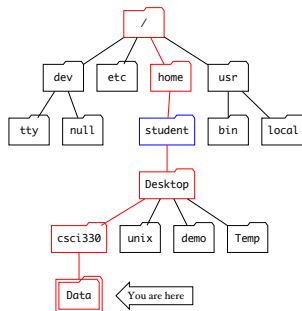 /
dev etc home usr
tty null student bin local
Desktop
csci330 unix demo Temp
Data You are here